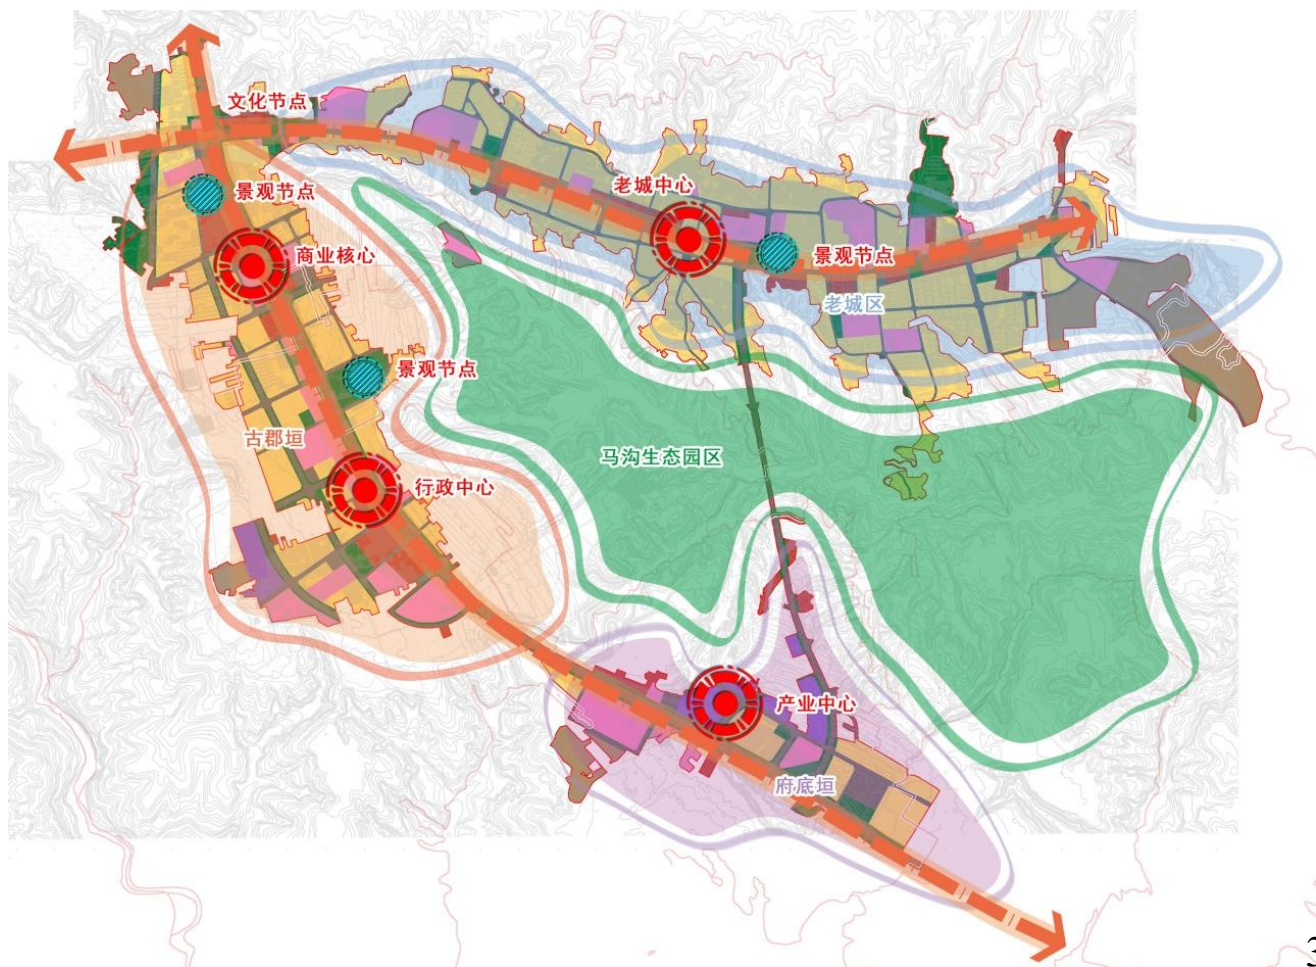 文化节点
老城中心
景观节点
商业核心
景观节点
老城区
景观节点
古郡垣
马沟生态园区
行政中心
产业中心
府底垣
3